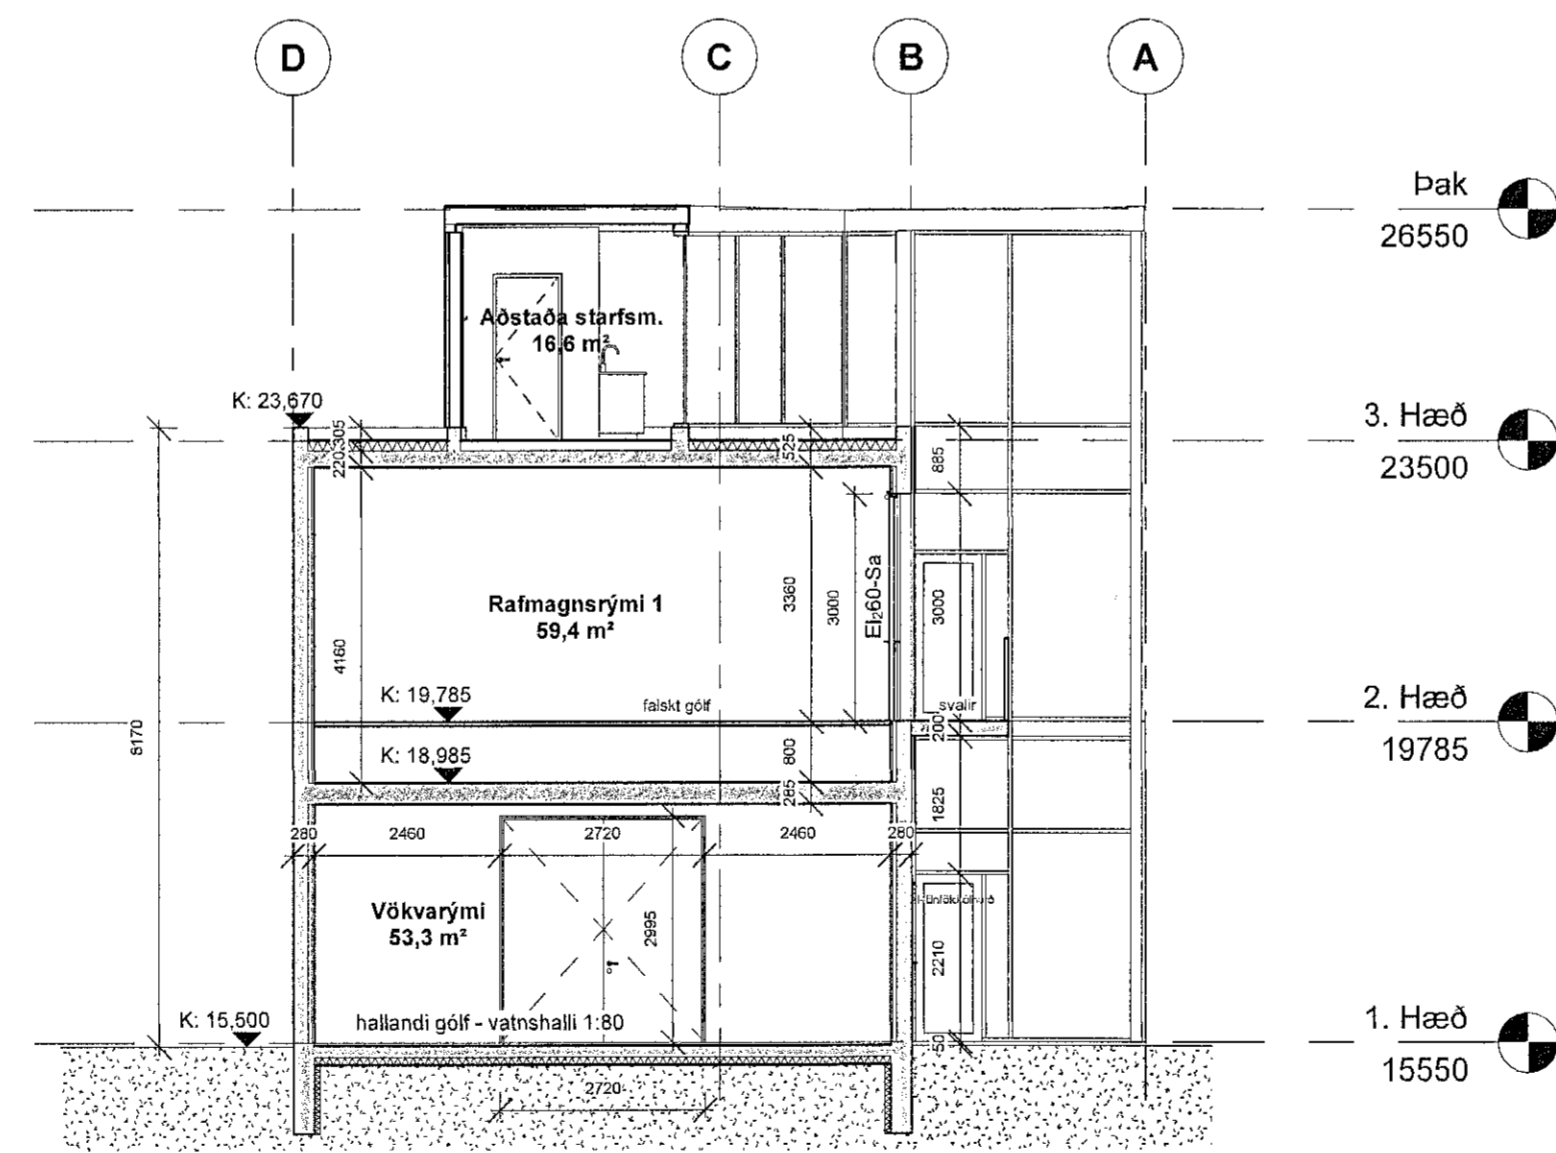 D
C
B
A
Þak
26550
Aðstaða starfsm.
16,6 m²
K: 23,670
3. Hæð
23500
305
220
525
885
Rafmagnsrými 1
59,4 m²
4160
3360
3000
EI₂60-Sa
3000
K: 19,785
falskt gólf
svalir
2. Hæð
19785
200
8170
K: 18,985
800
285
1825
280
2460
2720
2460
280
Vökvarými
53,3 m²
2995
2210
K: 15,500
hallandi gólf - vatnshalli 1:80
50
1. Hæð
15550
2720